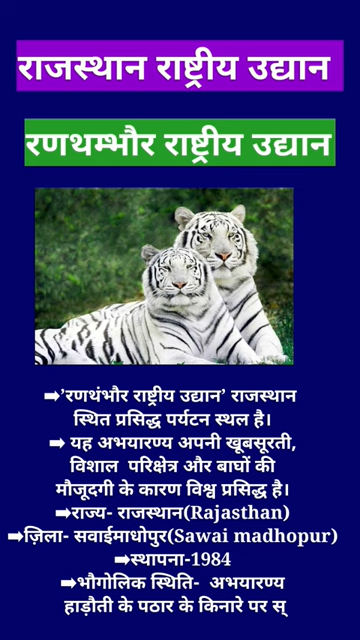 राजस्थान राष्ट्रीय उद्यान
रणथम्भौर राष्ट्रीय उद्यान
➡'रणथंभौर राष्ट्रीय उद्यान' राजस्थान
स्थित प्रसिद्ध पर्यटन स्थल है।
➡ यह अभयारण्य अपनी खूबसूरती,
विशाल परिक्षेत्र और बाघों की
मौजूदगी के कारण विश्व प्रसिद्ध है।
➡राज्य- राजस्थान(Rajasthan)
➡ज़िला- सवाईमाधोपुर(Sawai madhopur)
➡स्थापना-1984
➡भौगोलिक स्थिति- अभयारण्य
हाड़ौती के पठार के किनारे पर स्